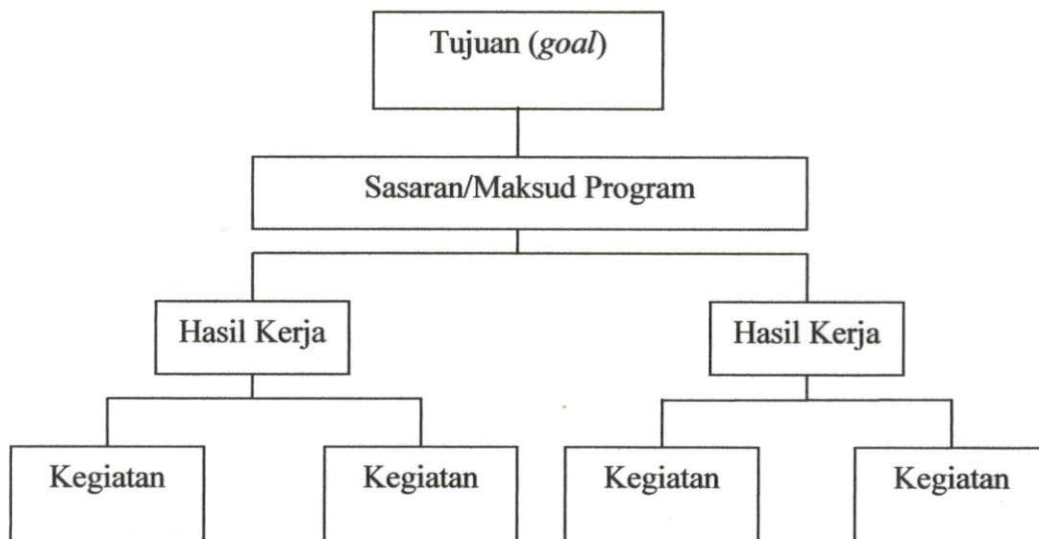 Tujuan (goal)
Sasaran/Maksud Program
Hasil Kerja
Hasil Kerja
Kegiatan
Kegiatan
Kegiatan
Kegiatan